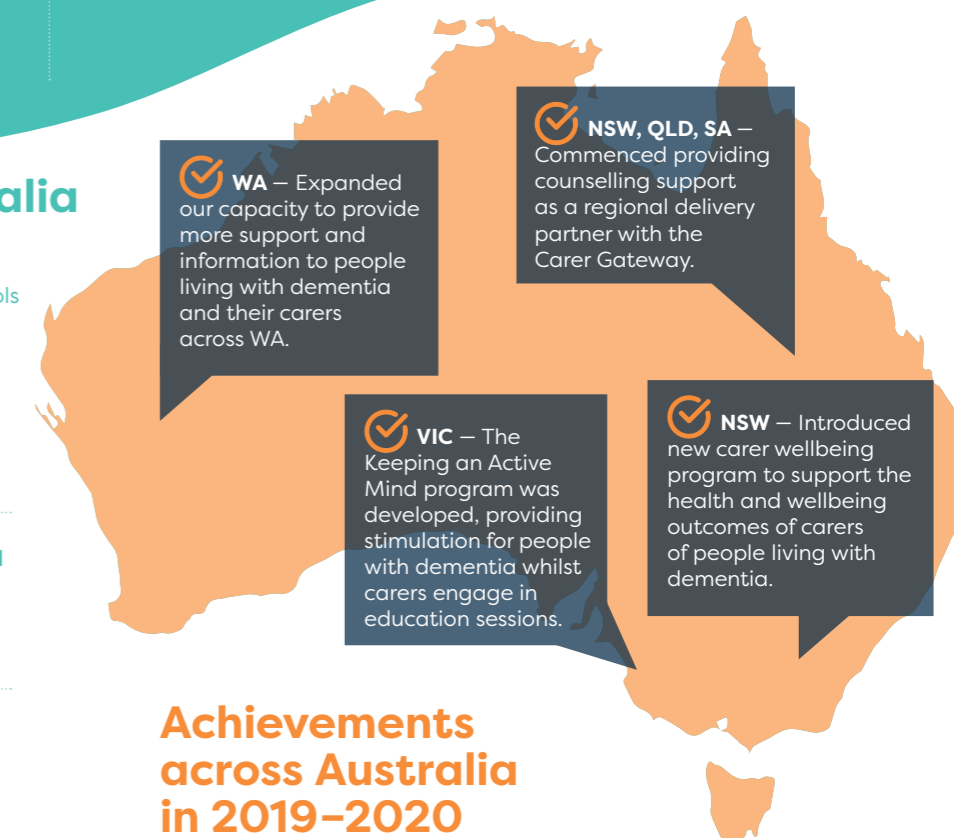 alia
ols
WA – Expanded
our capacity to provide
more support and
information to people
living with dementia
and their carers
across WA.
NSW, QLD, SA –
Commenced providing
counselling support
as a regional delivery
partner with the
Carer Gateway.
VIC – The
Keeping an Active
Mind program was
developed, providing
stimulation for people
with dementia whilst
carers engage in
education sessions.
NSW – Introduced
new carer wellbeing
program to support the
health and wellbeing
outcomes of carers
of people living with
dementia.
Achievements
across Australia
in 2019–2020